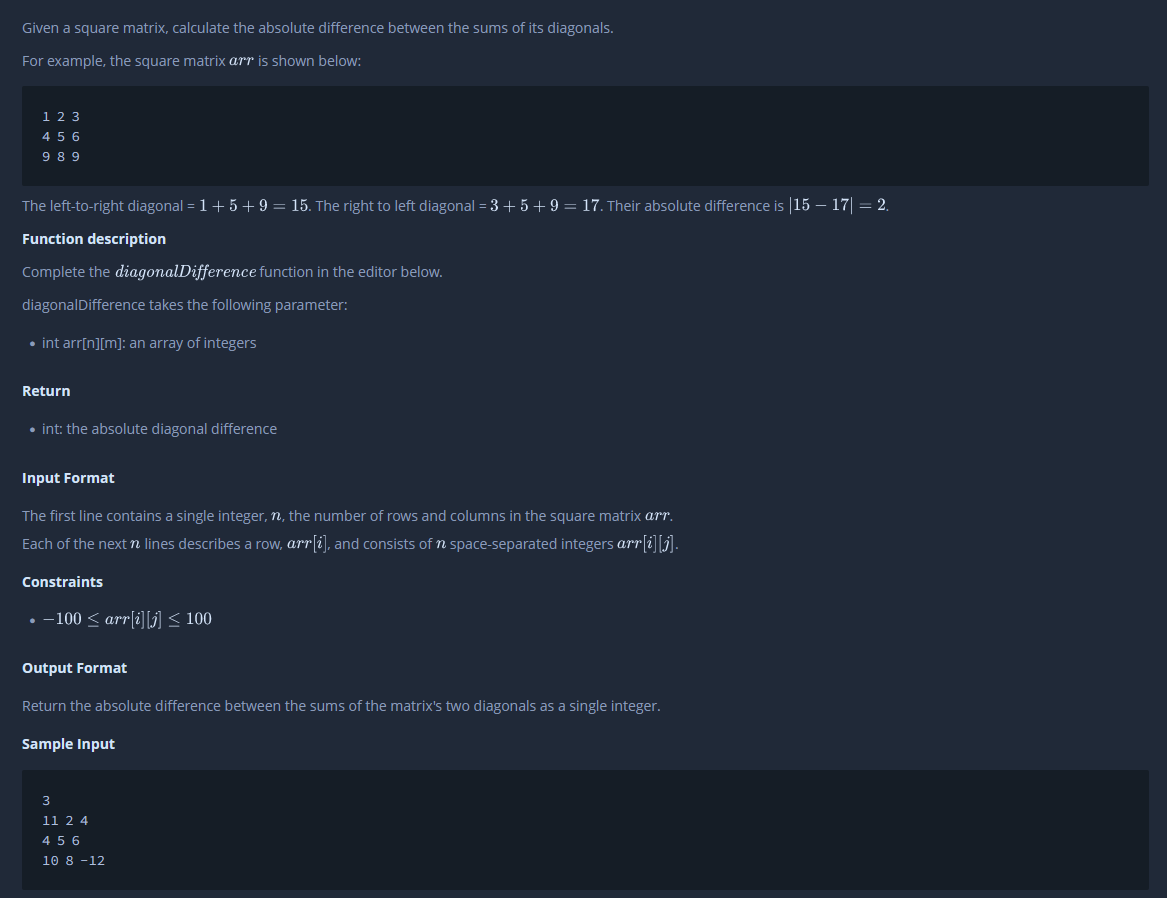 Given a square matrix, calculate the absolute difference between the sums of its diagonals.
For example, the square matrix arr is shown below:
1 2 3
4 5 6
9 8 9
The left-to-right diagonal = 1 + 5 + 9 = 15. The right to left diagonal = 3 + 5 + 9 = 17. Their absolute difference is |15 − 17| = 2.
Function description
Complete the diagonalDifference function in the editor below.
diagonalDifference takes the following parameter:
• int arr[n][m]: an array of integers
Return
• int: the absolute diagonal difference
Input Format
The first line contains a single integer, n, the number of rows and columns in the square matrix arr.
Each of the next n lines describes a row, arr[i], and consists of n space-separated integers arr[i][j].
Constraints
• −100 ≤ arr[i][j] ≤ 100
Output Format
Return the absolute difference between the sums of the matrix's two diagonals as a single integer.
Sample Input
3
11 2 4
4 5 6
10 8 -12